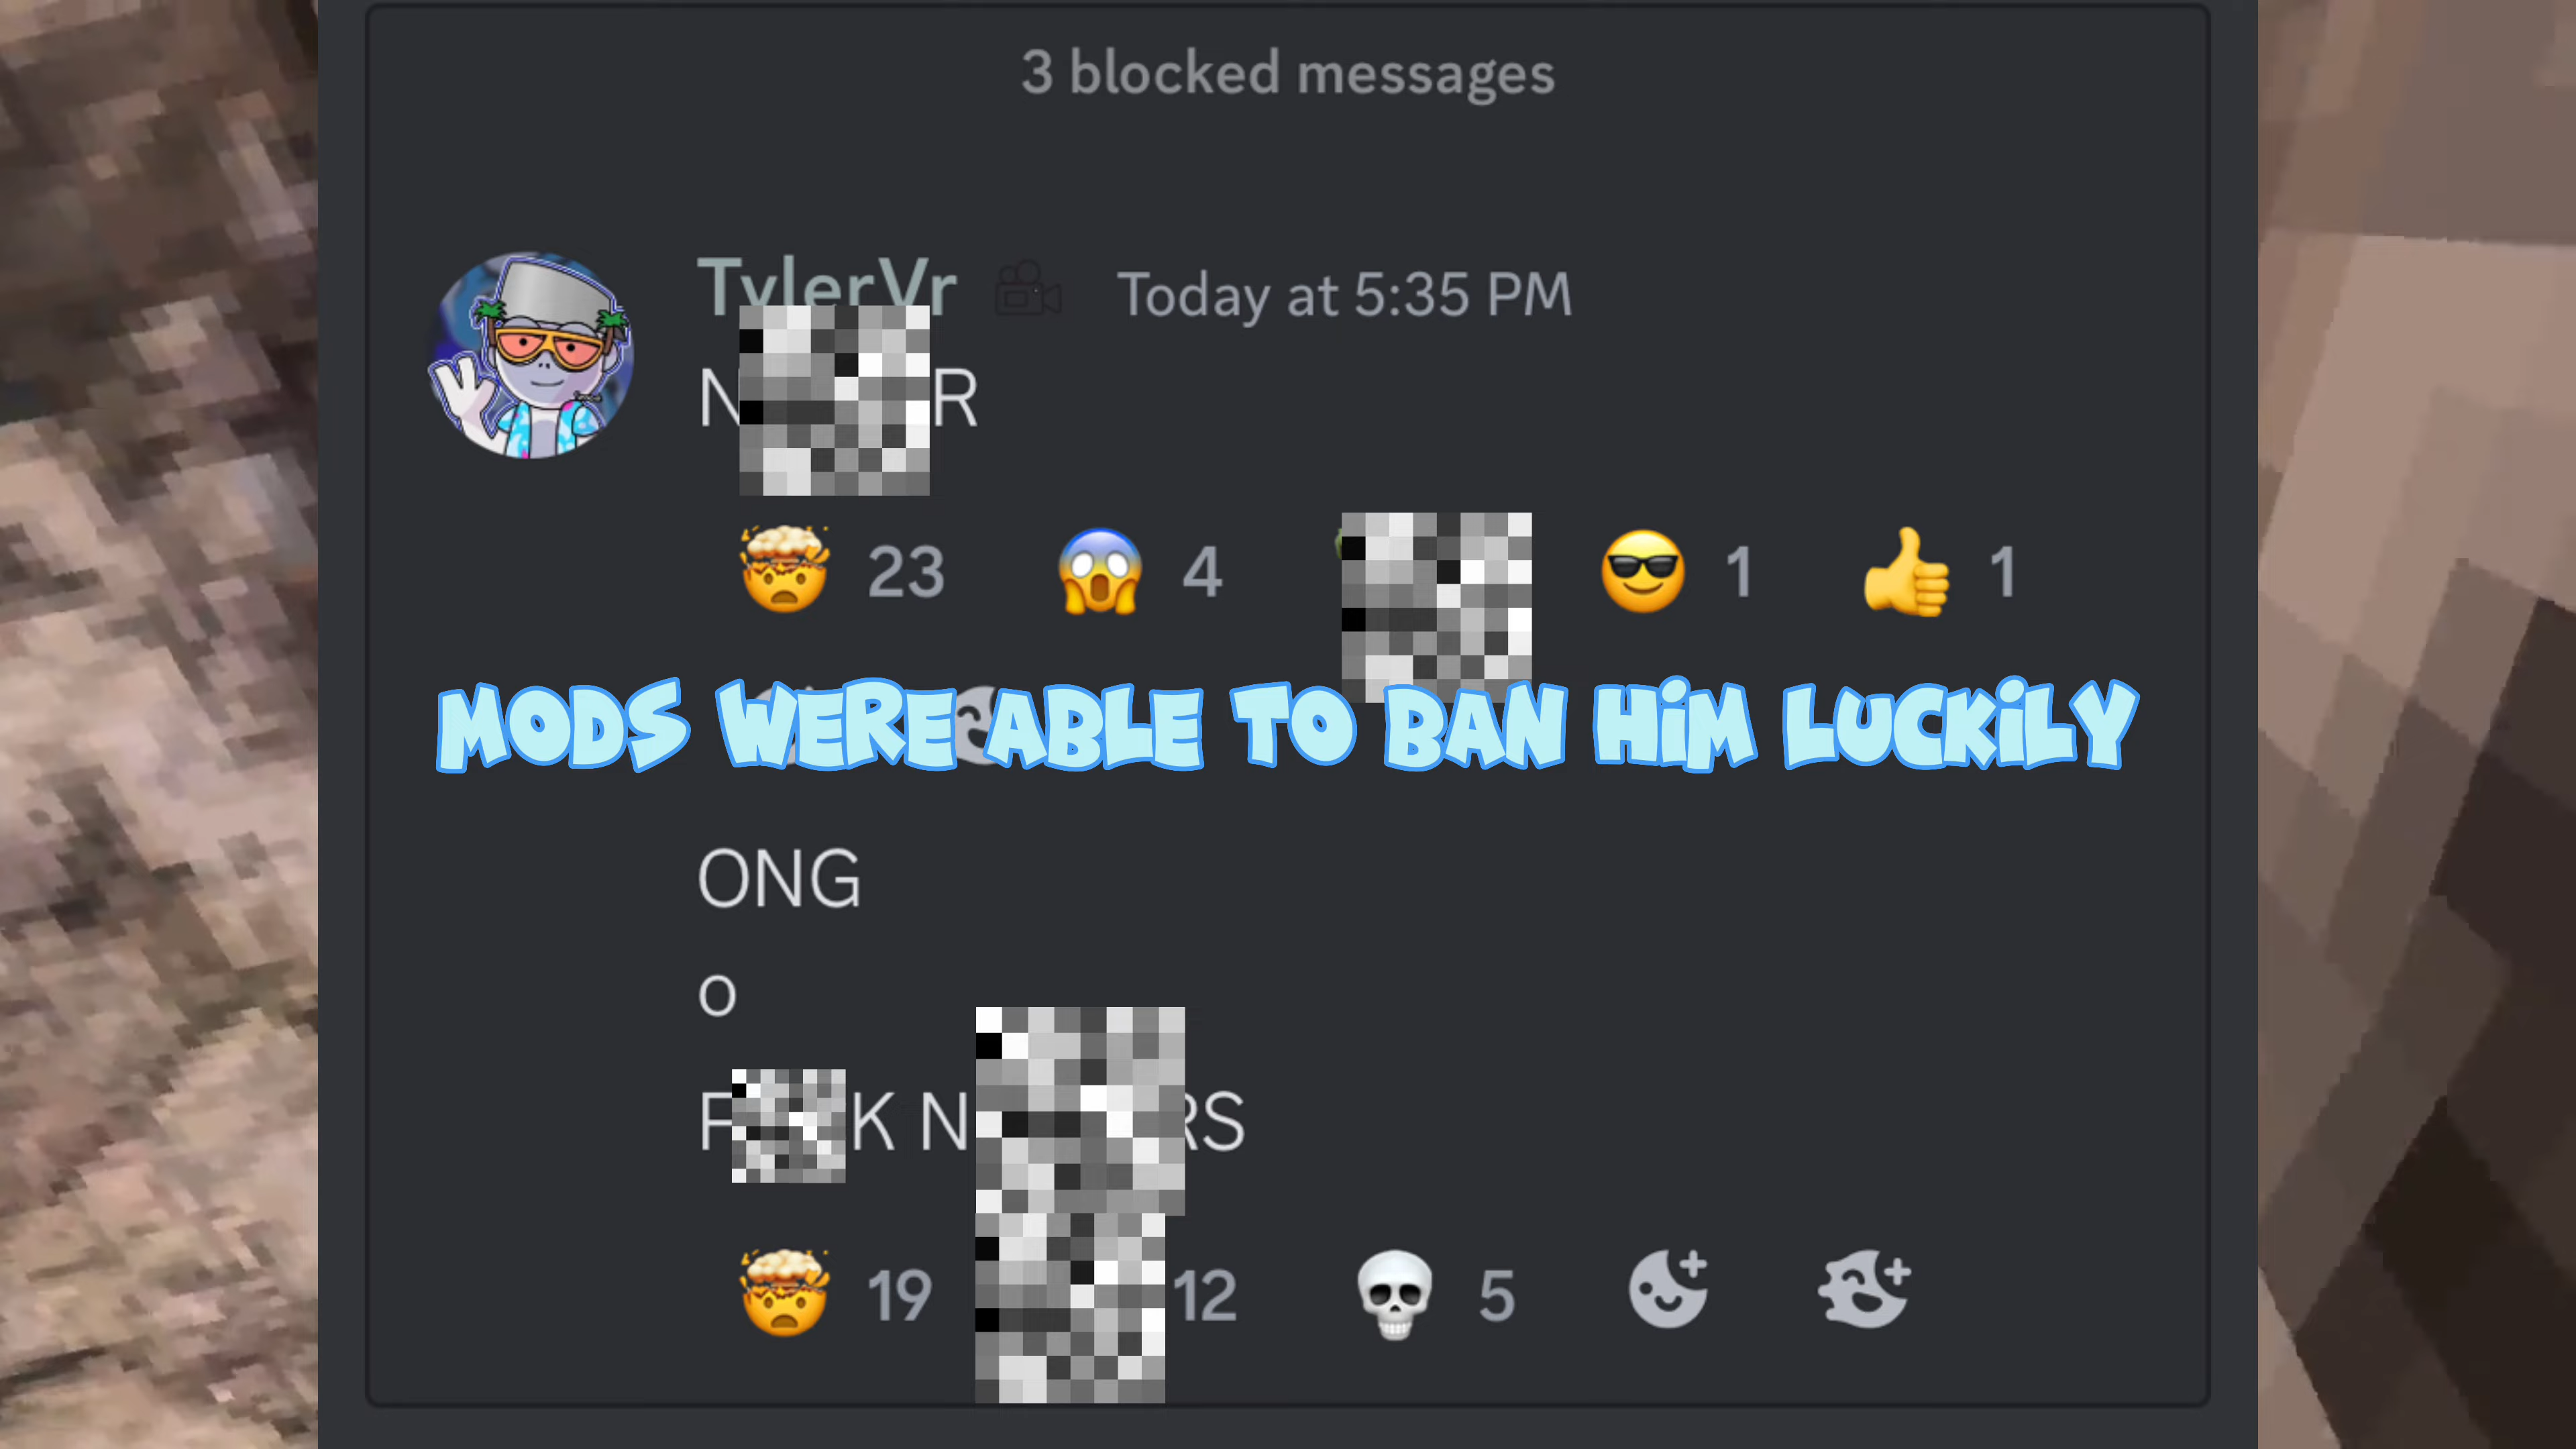 3 blocked messages
TylerVr Today at 5:35 PM
N R
23 4 1 1
MODS WERE ABLE TO BAN HIM LUCKILY
ONG
o
F K N RS
19 12 5